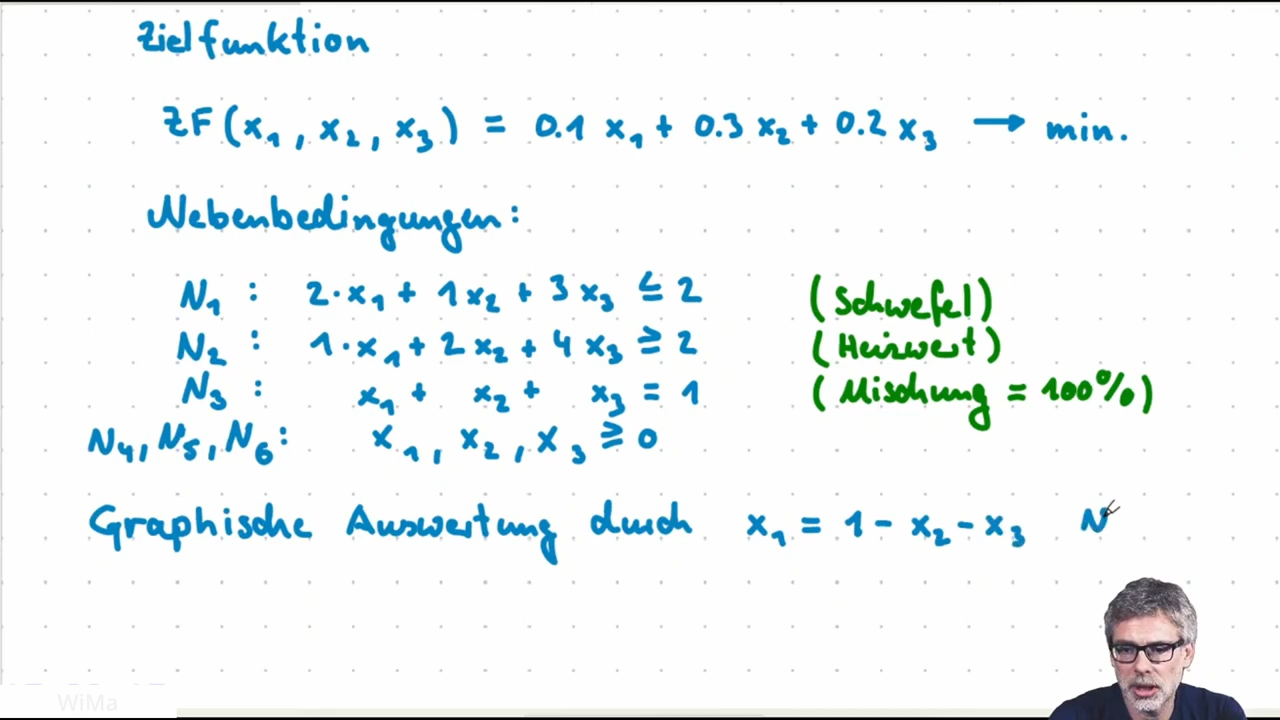 Zielfunktion
ZF(x₁, x₂, x₃) = 0.1 x₁ + 0.3 x₂ + 0.2 x₃ → min.
Nebenbedingungen:
N₁ : 2·x₁ + 1x₂ + 3x₃ ≤ 2 (Schwefel)
N₂ : 1·x₁ + 2x₂ + 4x₃ ≥ 2 (Heizwert)
N₃ : x₁ + x₂ + x₃ = 1 (Mischung = 100%)
N₄, N₅, N₆ : x₁, x₂, x₃ ≥ 0
Graphische Auswertung durch x₁ = 1 - x₂ - x₃ N
WiMa